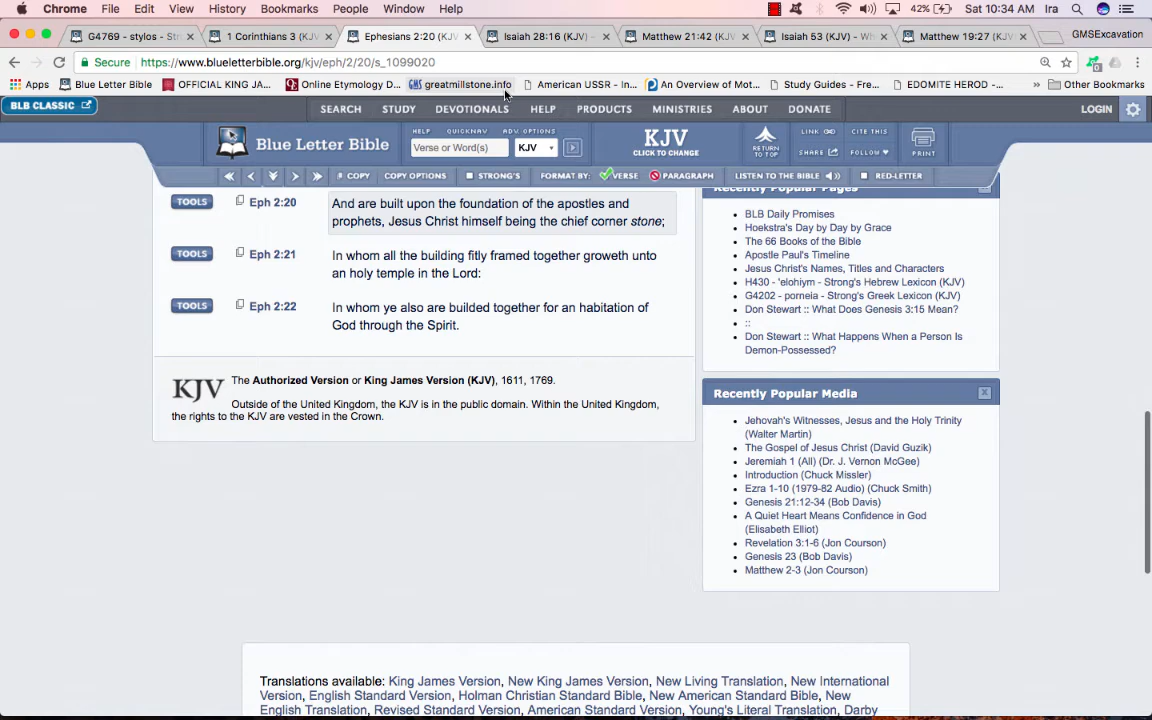 Chrome File Edit View History Bookmarks People Window Help 42% Sat 10:34 AM Ira
G4769 - stylos - Str
1 Corinthians 3 (KJV
Ephesians 2:20 (KJV
Isaiah 28:16 (KJV) -
Matthew 21:42 (KJV
Isaiah 53 (KJV) - Wh
Matthew 19:27 (KJV
GMSExcavation
Secure https://www.blueletterbible.org/kjv/eph/2/20/s_1099020
Apps Blue Letter Bible OFFICIAL KING JA... Online Etymology D... GMS greatmillstone.info American USSR - In... An Overview of Mot... Study Guides - Fre... EDOMITE HEROD ... » Other Bookmarks
BLB CLASSIC
SEARCH STUDY DEVOTIONALS HELP PRODUCTS MINISTRIES ABOUT DONATE LOGIN
Blue Letter Bible
HELP QUICKNAV ADV. OPTIONS
Verse or Word(s) KJV
KJV
CLICK TO CHANGE
RETURN
TO TOP
LINK CITE THIS
SHARE FOLLOW
PRINT
COPY COPY OPTIONS STRONG'S FORMAT BY: VERSE PARAGRAPH LISTEN TO THE BIBLE RED-LETTER
TOOLS Eph 2:20 And are built upon the foundation of the apostles and
prophets, Jesus Christ himself being the chief corner stone;
TOOLS Eph 2:21 In whom all the building fitly framed together groweth unto
an holy temple in the Lord:
TOOLS Eph 2:22 In whom ye also are builded together for an habitation of
God through the Spirit.
KJV The Authorized Version or King James Version (KJV), 1611, 1769.
Outside of the United Kingdom, the KJV is in the public domain. Within the United Kingdom,
the rights to the KJV are vested in the Crown.
Recently Popular Pages
BLB Daily Promises
Hoekstra's Day by Day by Grace
The 66 Books of the Bible
Apostle Paul's Timeline
Jesus Christ's Names, Titles and Characters
H430 - 'elohiym - Strong's Hebrew Lexicon (KJV)
G4202 - porneia - Strong's Greek Lexicon (KJV)
Don Stewart :: What Does Genesis 3:15 Mean?
::
Don Stewart :: What Happens When a Person Is
Demon-Possessed?
Recently Popular Media
Jehovah's Witnesses, Jesus and the Holy Trinity
(Walter Martin)
The Gospel of Jesus Christ (David Guzik)
Jeremiah 1 (All) (Dr. J. Vernon McGee)
Introduction (Chuck Missler)
Ezra 1-10 (1979-82 Audio) (Chuck Smith)
Genesis 21:12-34 (Bob Davis)
A Quiet Heart Means Confidence in God
(Elisabeth Elliot)
Revelation 3:1-6 (Jon Courson)
Genesis 23 (Bob Davis)
Matthew 2-3 (Jon Courson)
Translations available: King James Version, New King James Version, New Living Translation, New International
Version, English Standard Version, Holman Christian Standard Bible, New American Standard Bible, New
English Translation, Revised Standard Version, American Standard Version, Young's Literal Translation, Darby